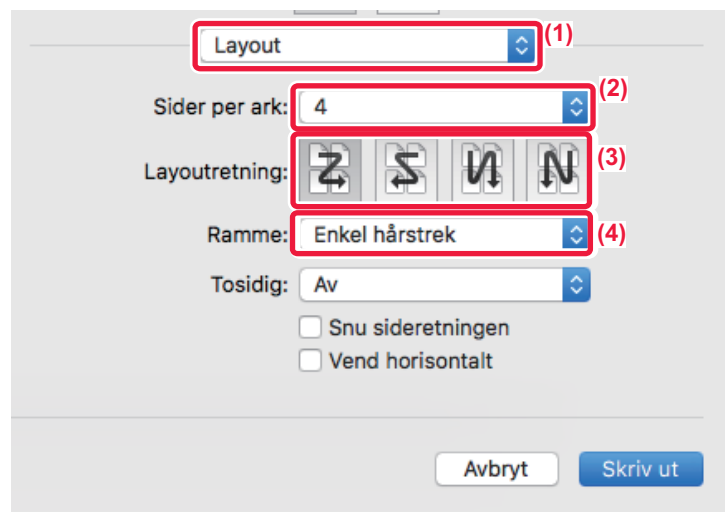 Layout (1)
Sider per ark: 4 (2)
Layoutretning: (3)
Ramme: Enkel hårstrek (4)
Tosidig: Av
Snu sideretningen
Vend horisontalt
Avbryt Skriv ut